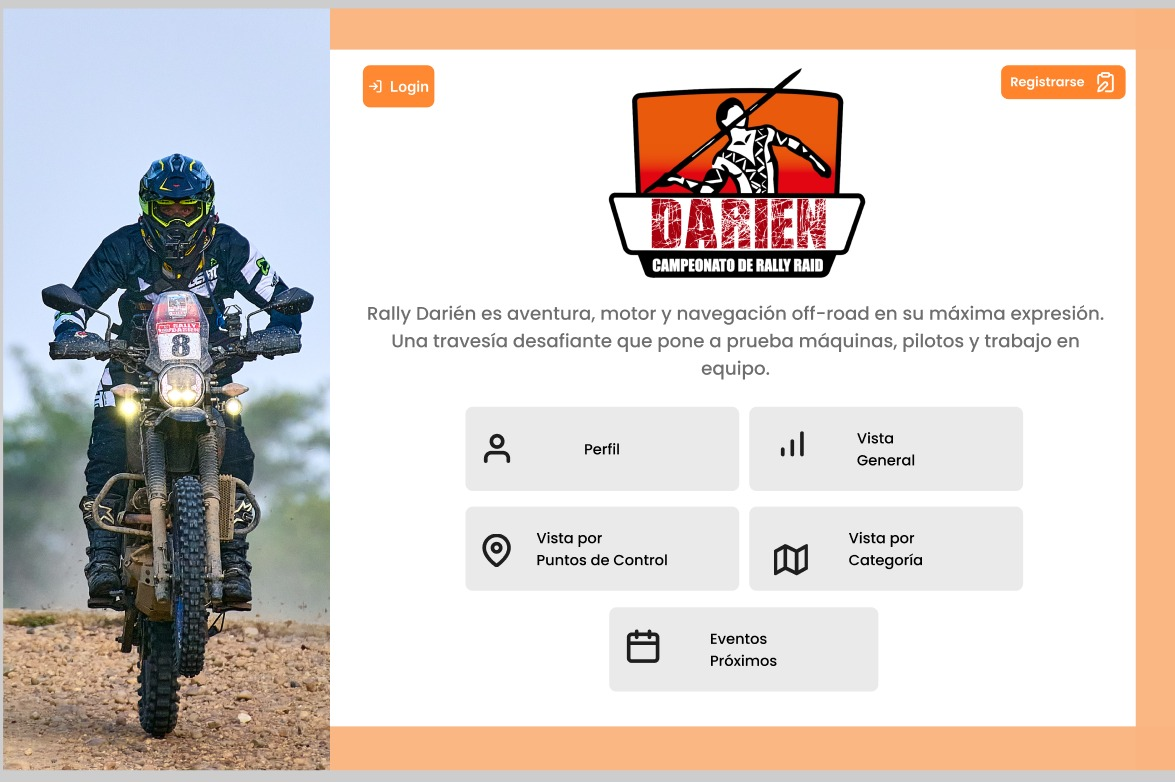 Login
Registrarse
DARIEN
CAMPEONATO DE RALLY RAID
Rally Darién es aventura, motor y navegación off-road en su máxima expresión.
Una travesía desafiante que pone a prueba máquinas, pilotos y trabajo en
equipo.
Perfil
Vista
General
Vista por
Puntos de Control
Vista por
Categoría
Eventos
Próximos
RALLY
DARIEN
8